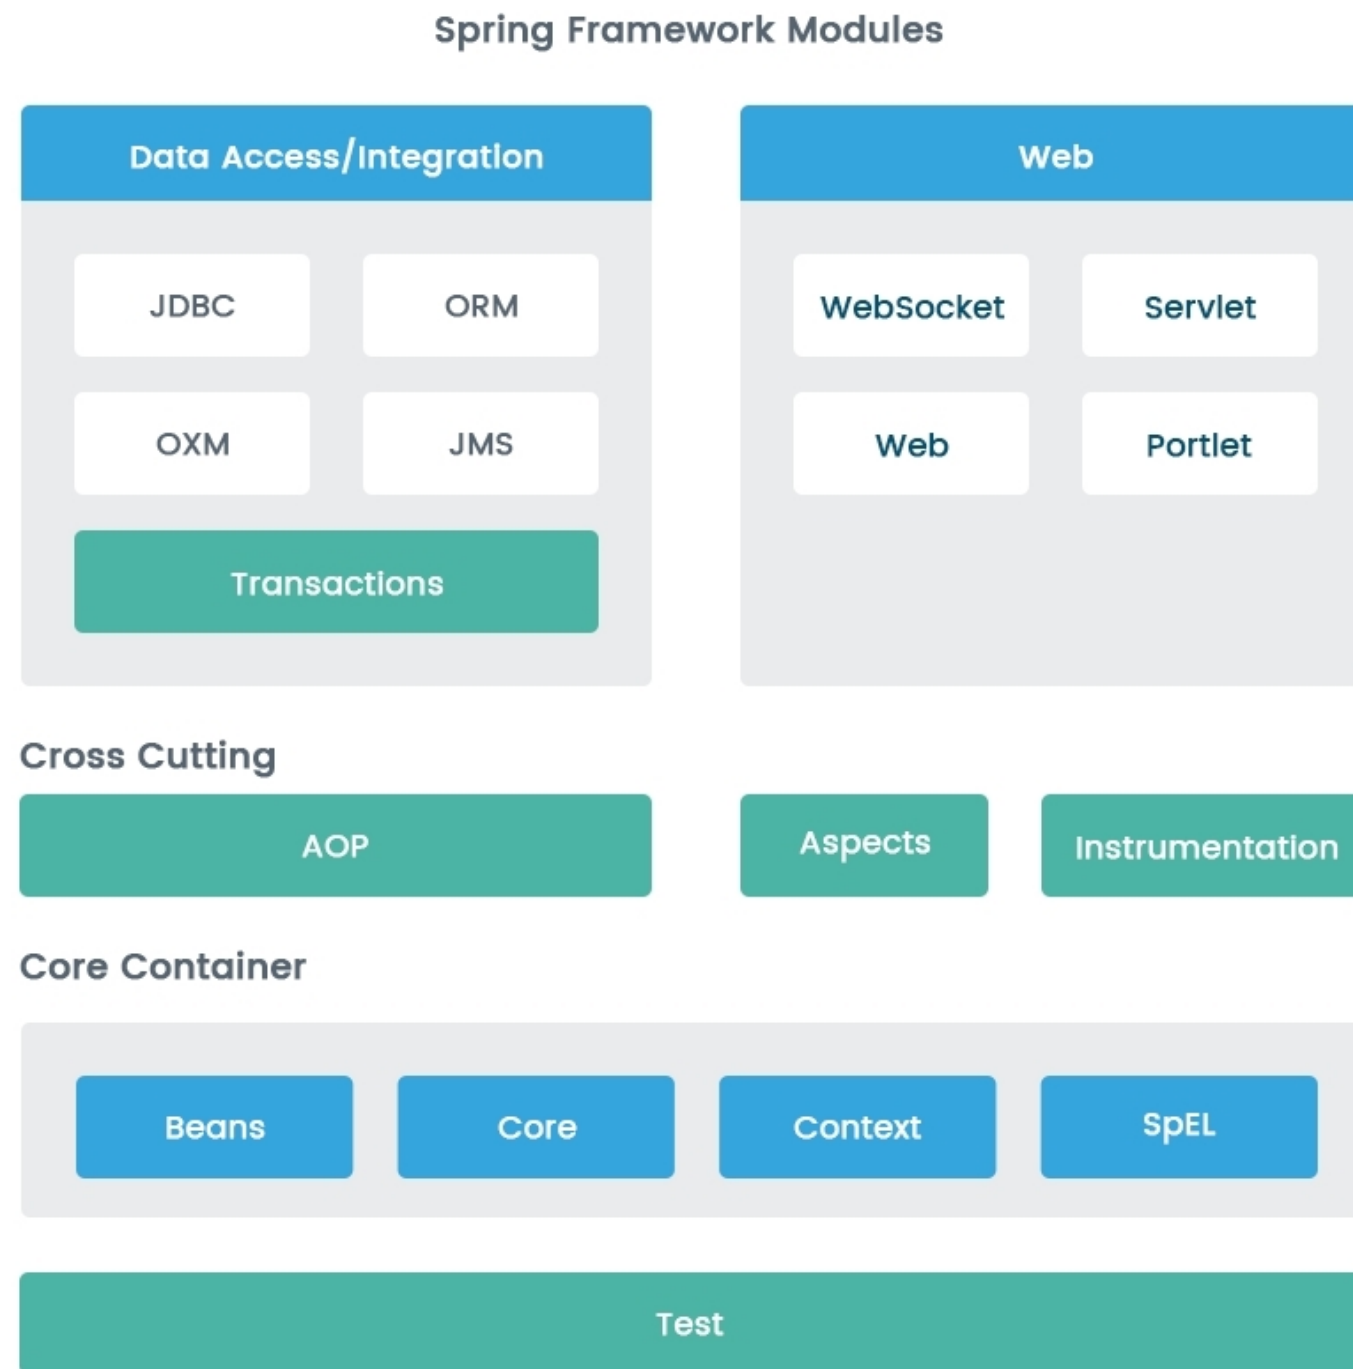 Spring Framework Modules
Data Access/Integration
Web
JDBC
ORM
WebSocket
Servlet
OXM
JMS
Web
Portlet
Transactions
Cross Cutting
AOP
Aspects
Instrumentation
Core Container
Beans
Core
Context
SpEL
Test